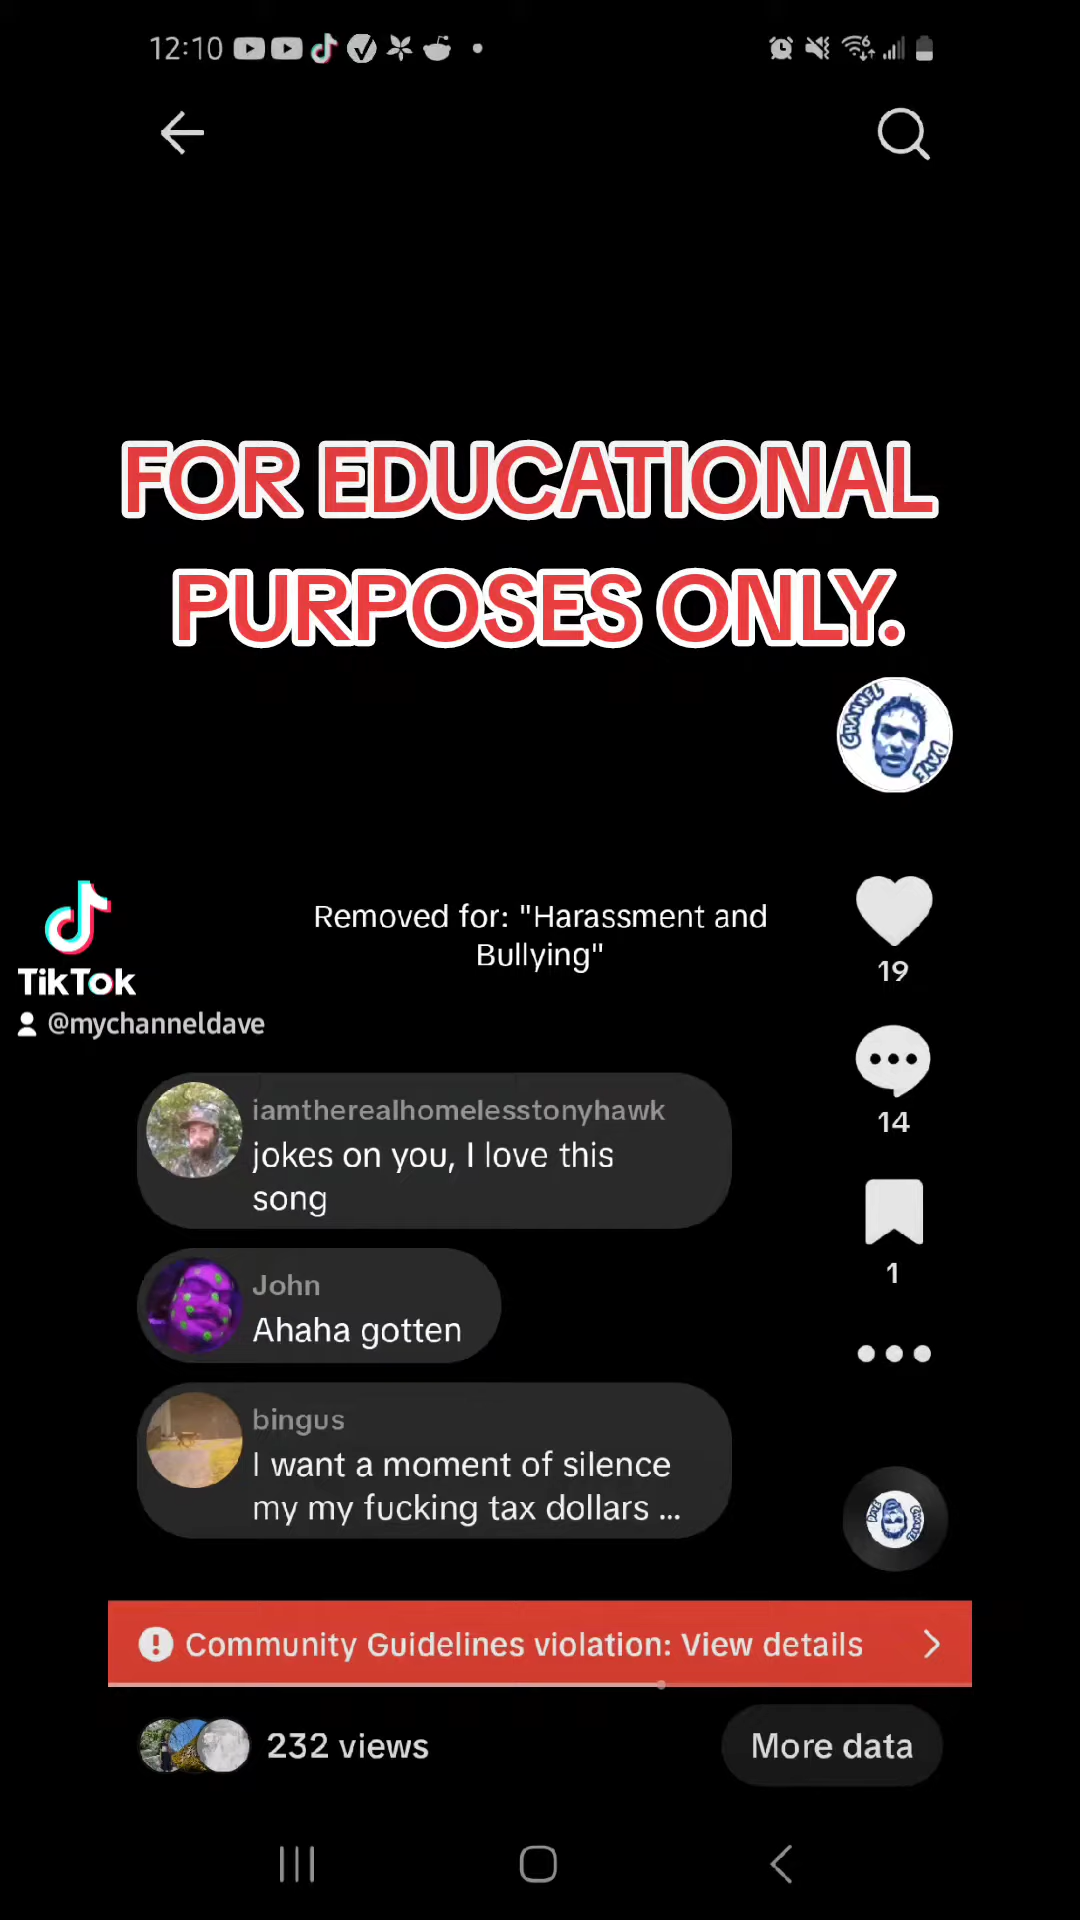 12:10
FOR EDUCATIONAL
PURPOSES ONLY.
CHANNEL
DAVE
Removed for: "Harassment and
Bullying"
19
TikTok
@mychanneldave
14
iamtherealhomelesstonyhawk
jokes on you, I love this
song
1
John
Ahaha gotten
bingus
I want a moment of silence
my my fucking tax dollars ...
DAVE
CHANNEL
Community Guidelines violation: View details
232 views
More data